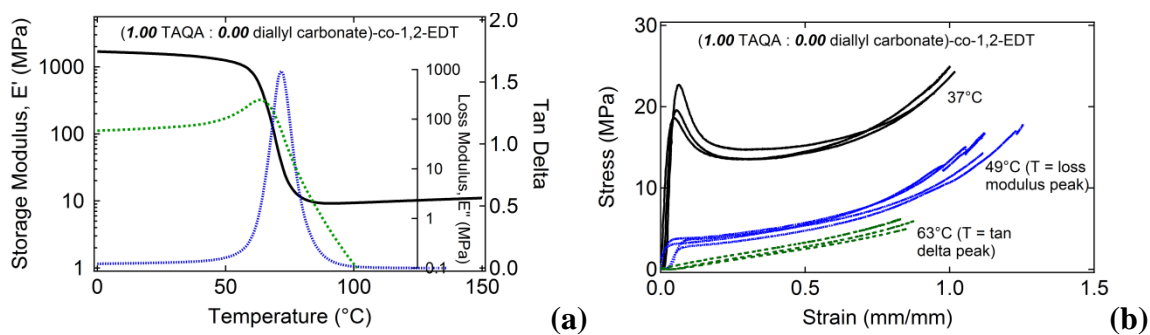 (1.00 TAQA : 0.00 diallyl carbonate)-co-1,2-EDT
Storage Modulus, E' (MPa)
1000
100
10
1
0
50
100
150
Temperature (°C)
1000
100
10
1
0.1
Loss Modulus, E" (MPa)
2.0
1.5
1.0
0.5
0.0
Tan Delta
(a)
(1.00 TAQA : 0.00 diallyl carbonate)-co-1,2-EDT
Stress (MPa)
30
20
10
0
37°C
49°C (T = loss
modulus peak)
63°C (T = tan
delta peak)
0.0
0.5
1.0
1.5
Strain (mm/mm)
(b)